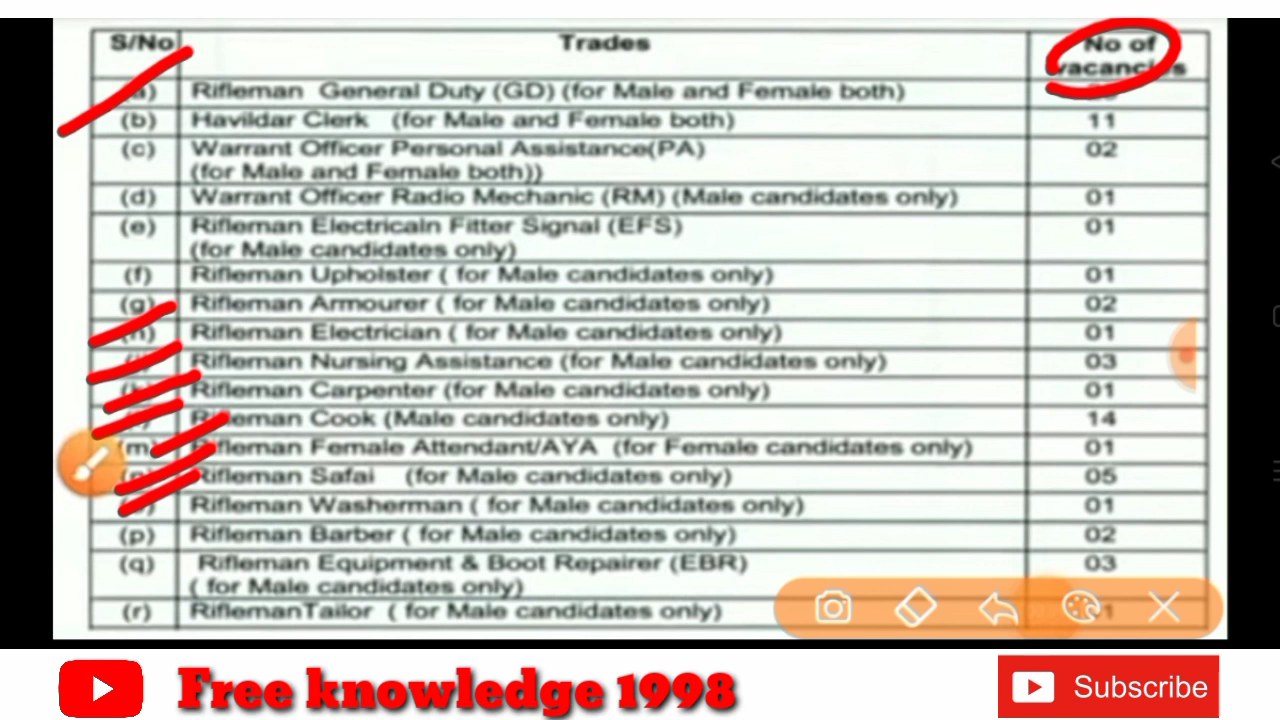 S/No Trades No of
vacancies
(a) Rifleman General Duty (GD) (for Male and Female both)
(b) Havildar Clerk (for Male and Female both) 11
(c) Warrant Officer Personal Assistance(PA) 02
(for Male and Female both))
(d) Warrant Officer Radio Mechanic (RM) (Male candidates only) 01
(e) Rifleman Electricaln Fitter Signal (EFS) 01
(for Male candidates only)
(f) Rifleman Upholster ( for Male candidates only) 01
(g) Rifleman Armourer ( for Male candidates only) 02
(h) Rifleman Electrician ( for Male candidates only) 01
Rifleman Nursing Assistance (for Male candidates only) 03
Rifleman Carpenter (for Male candidates only) 01
Rifleman Cook (Male candidates only) 14
(m) Rifleman Female Attendant/AYA (for Female candidates only) 01
Rifleman Safai (for Male candidates only) 05
Rifleman Washerman ( for Male candidates only) 01
(p) Rifleman Barber ( for Male candidates only) 02
(q) Rifleman Equipment & Boot Repairer (EBR) 03
( for Male candidates only)
(r) RiflemanTailor ( for Male candidates only)
Free knowledge 1998
Subscribe